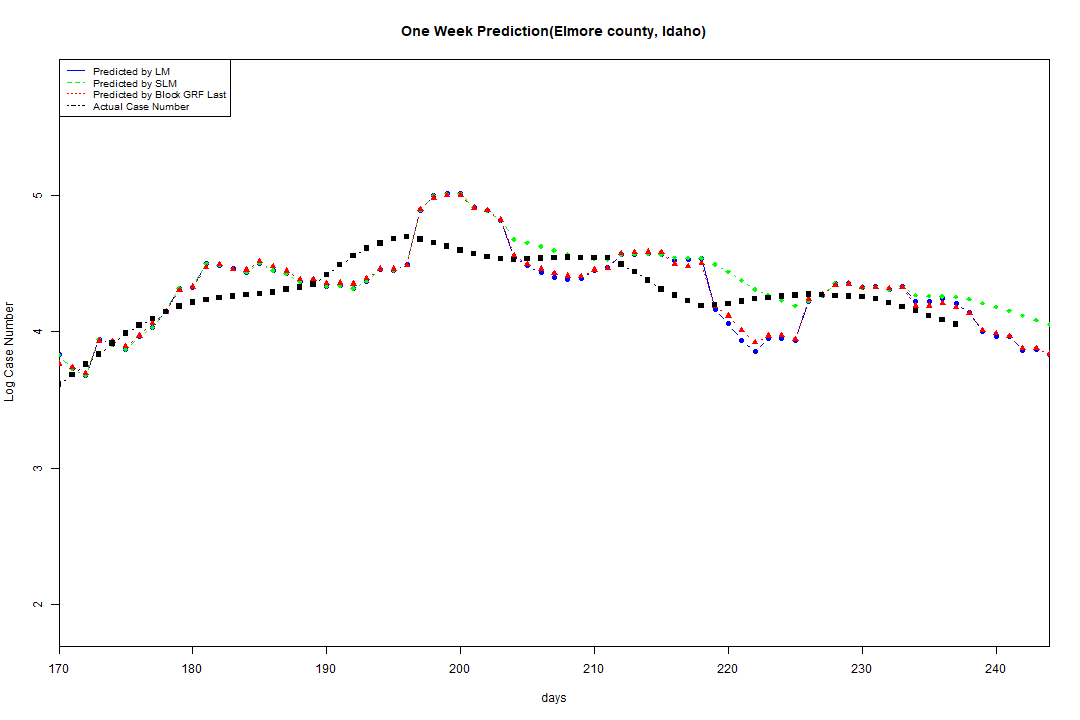 One Week Prediction(Elmore county, Idaho)
Predicted by LM
Predicted by SLM
Predicted by Block GRF Last
Actual Case Number
5
4
3
2
Log Case Number
170 180 190 200 210 220 230 240
days